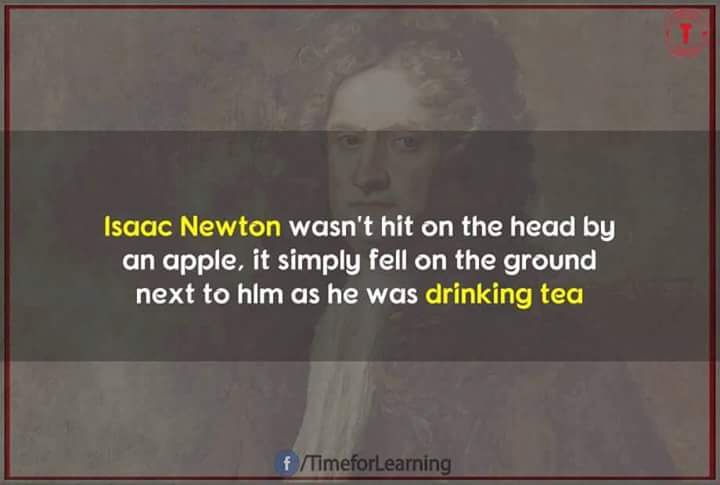 T
Isaac Newton wasn't hit on the head by
an apple, it simply fell on the ground
next to hIm as he was drinking tea
f /TimeforLearning